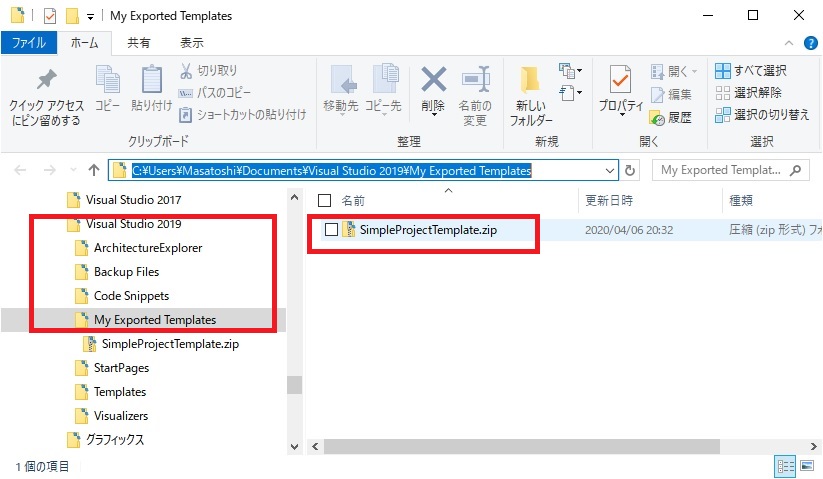 My Exported Templates
ファイル ホーム 共有 表示
クイック アクセス
にピン留めする
コピー
貼り付け
切り取り
パスのコピー
ショートカットの貼り付け
クリップボード
移動先
コピー先
削除
名前の
変更
整理
新しい
フォルダー
新規
プロパティ
開く
編集
履歴
開く
すべて選択
選択解除
選択の切り替え
選択
C:¥Users¥Masatoshi¥Documents¥Visual Studio 2019¥My Exported Templates
My Exported Templat...
Visual Studio 2017
Visual Studio 2019
ArchitectureExplorer
Backup Files
Code Snippets
My Exported Templates
SimpleProjectTemplate.zip
StartPages
Templates
Visualizers
グラフィックス
名前 更新日時 種類
SimpleProjectTemplate.zip 2020/04/06 20:32 圧縮 (zip 形式) フォ
1 個の項目